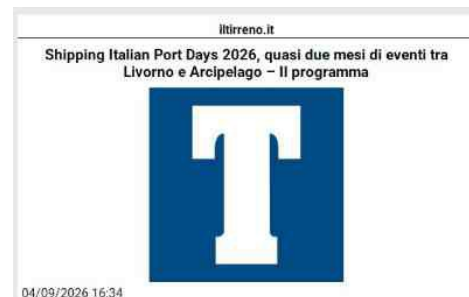 iltirreno.it
Shipping Italian Port Days 2026, quasi due mesi di eventi tra
Livorno e Arcipelago – Il programma
T
04/09/2026 16:34